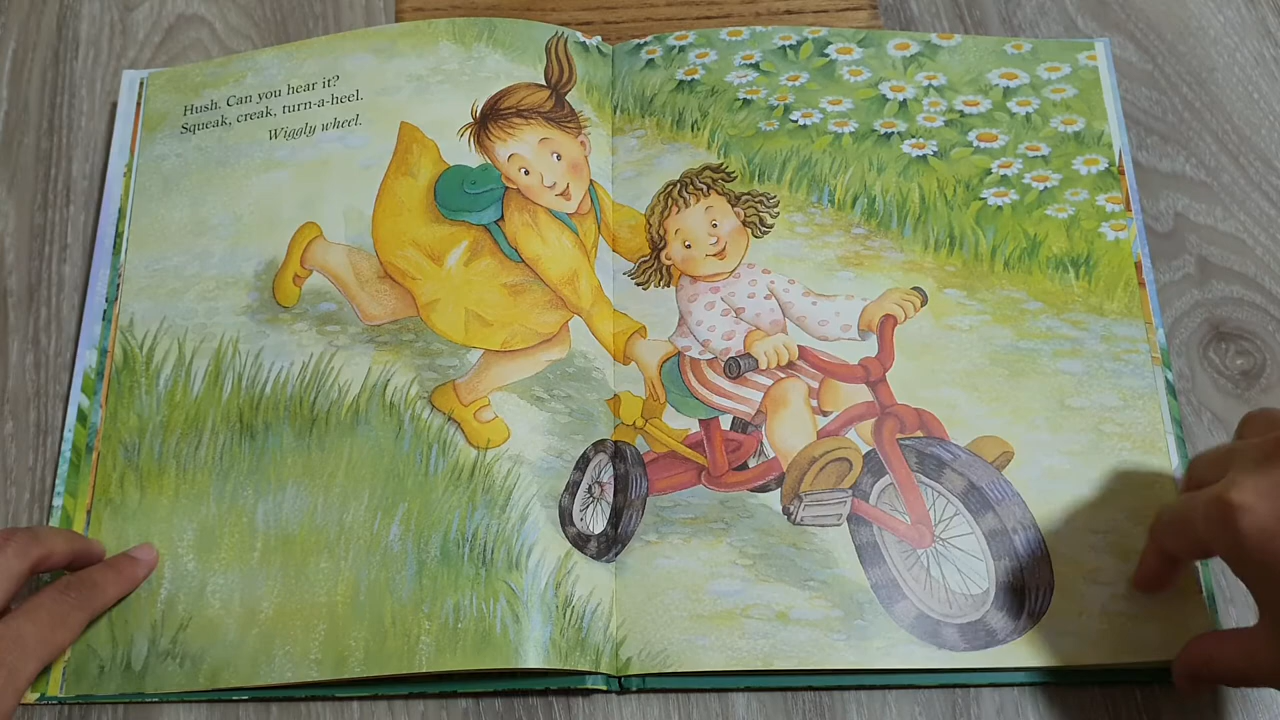 Hush. Can you hear it?
Squeak, creak, turn-a-heel.
Wiggly wheel.